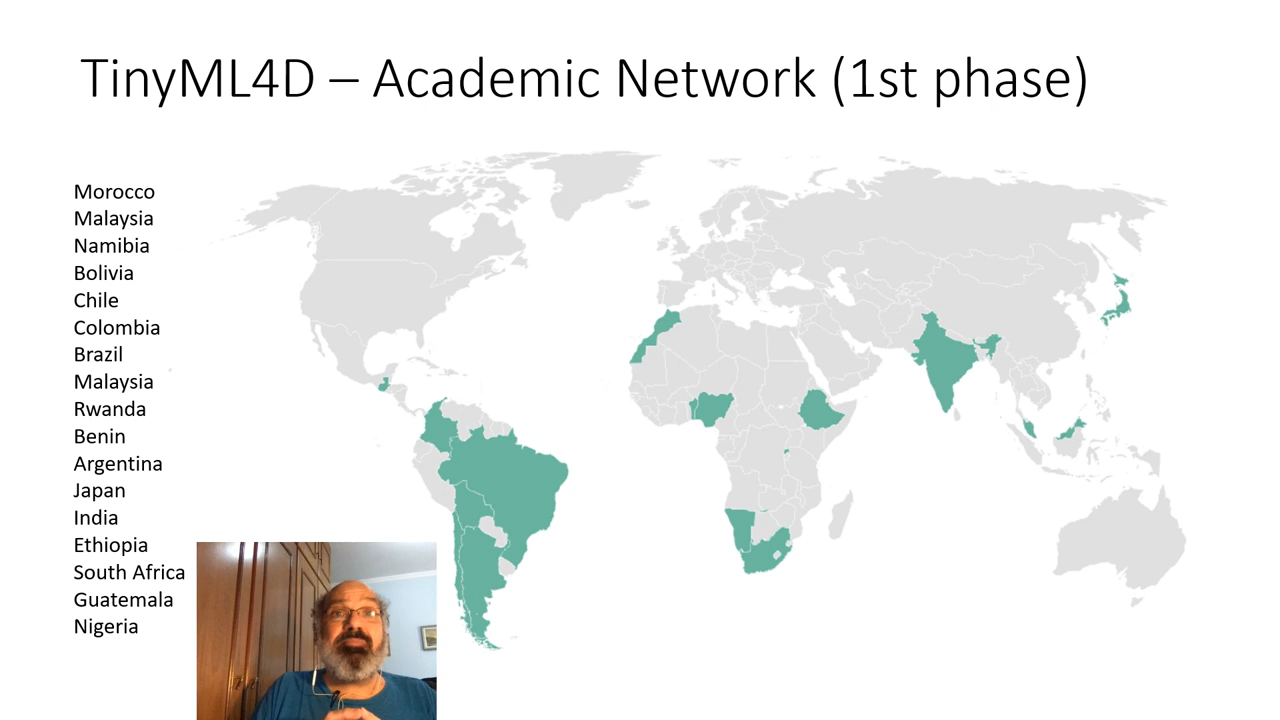 TinyML4D – Academic Network (1st phase)
Morocco
Malaysia
Namibia
Bolivia
Chile
Colombia
Brazil
Malaysia
Rwanda
Benin
Argentina
Japan
India
Ethiopia
South Africa
Guatemala
Nigeria